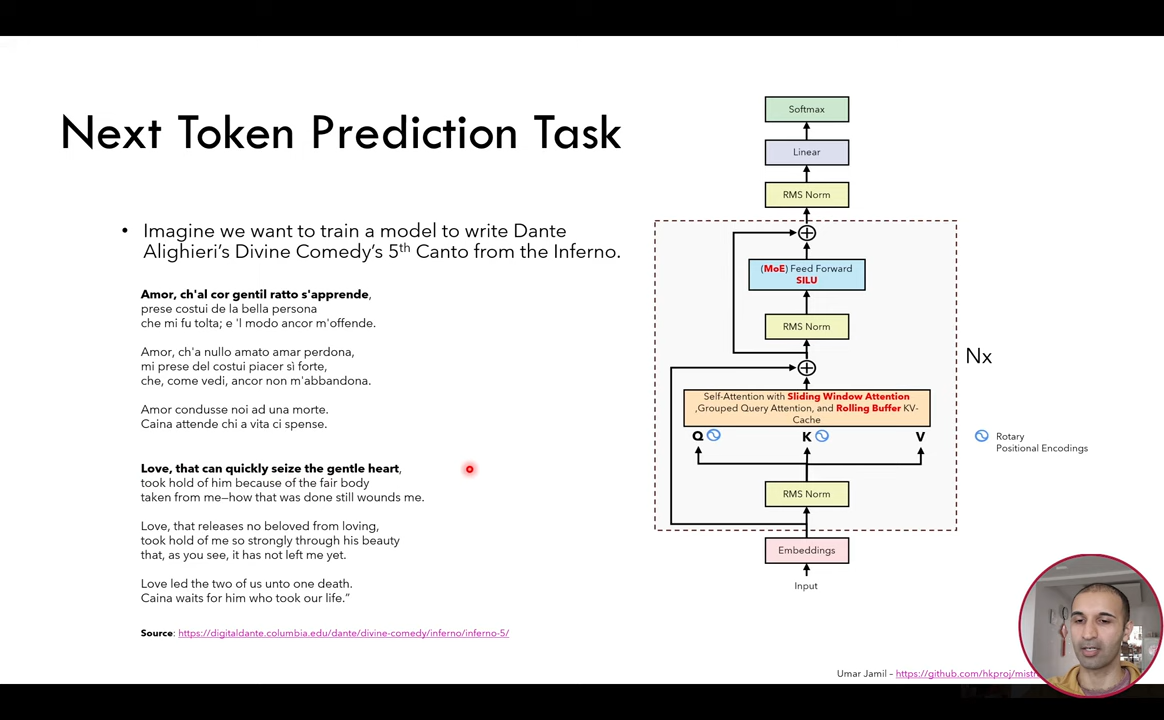 Next Token Prediction Task
• Imagine we want to train a model to write Dante
Alighieri's Divine Comedy's 5th Canto from the Inferno.
Amor, ch'al cor gentil ratto s'apprende,
prese costui de la bella persona
che mi fu tolta; e 'l modo ancor m'offende.
Amor, ch'a nullo amato amar perdona,
mi prese del costui piacer sì forte,
che, come vedi, ancor non m'abbandona.
Amor condusse noi ad una morte.
Caina attende chi a vita ci spense.
Love, that can quickly seize the gentle heart,
took hold of him because of the fair body
taken from me—how that was done still wounds me.
Love, that releases no beloved from loving,
took hold of me so strongly through his beauty
that, as you see, it has not left me yet.
Love led the two of us unto one death.
Caina waits for him who took our life.”
Source: https://digitaldante.columbia.edu/dante/divine-comedy/inferno/inferno-5/
Softmax
Linear
RMS Norm
(MoE) Feed Forward
SILU
RMS Norm
Nx
Self-Attention with Sliding Window Attention
,Grouped Query Attention, and Rolling Buffer KV-
Cache
Q K V
Rotary
Positional Encodings
RMS Norm
Embeddings
Input
Umar Jamil – https://github.com/hkproj/mistr